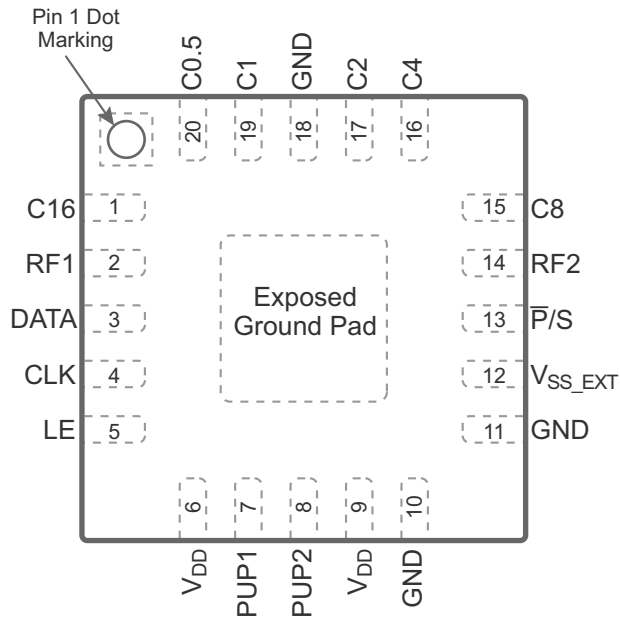 Pin 1 Dot
Marking
C0.5
C1
GND
C2
C4
20
19
18
17
16
C16 1
RF1 2
DATA 3
CLK 4
LE 5
15 C8
14 RF2
13 P̅/S
12 VSS_EXT
11 GND
Exposed
Ground Pad
6
7
8
9
10
VDD
PUP1
PUP2
VDD
GND